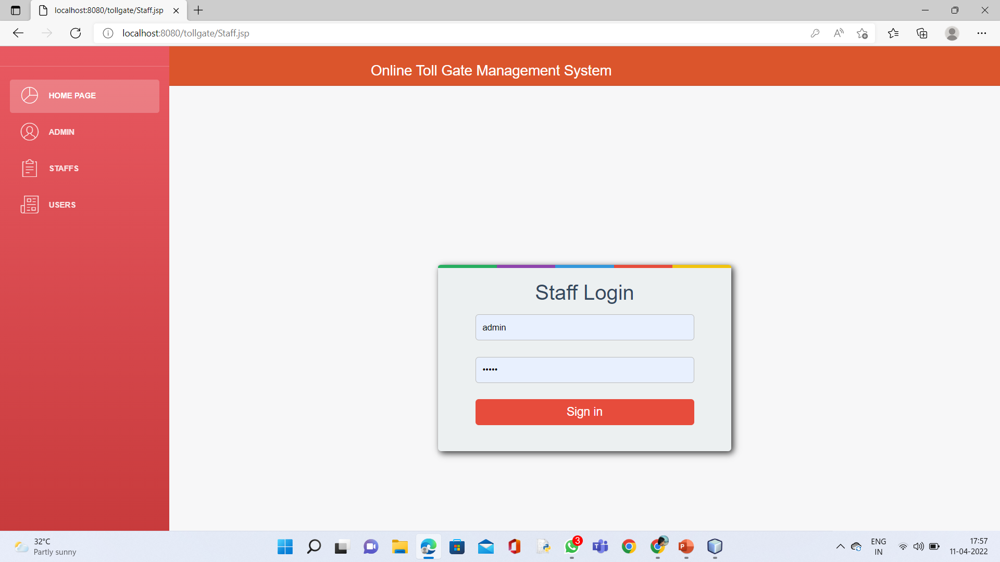 localhost:8080/tollgate/Staff.jsp
localhost:8080/tollgate/Staff.jsp
Online Toll Gate Management System
HOME PAGE
ADMIN
STAFFS
USERS
Staff Login
admin
•••••
Sign in
32°C
Partly sunny
3
ENG
IN
17:57
11-04-2022